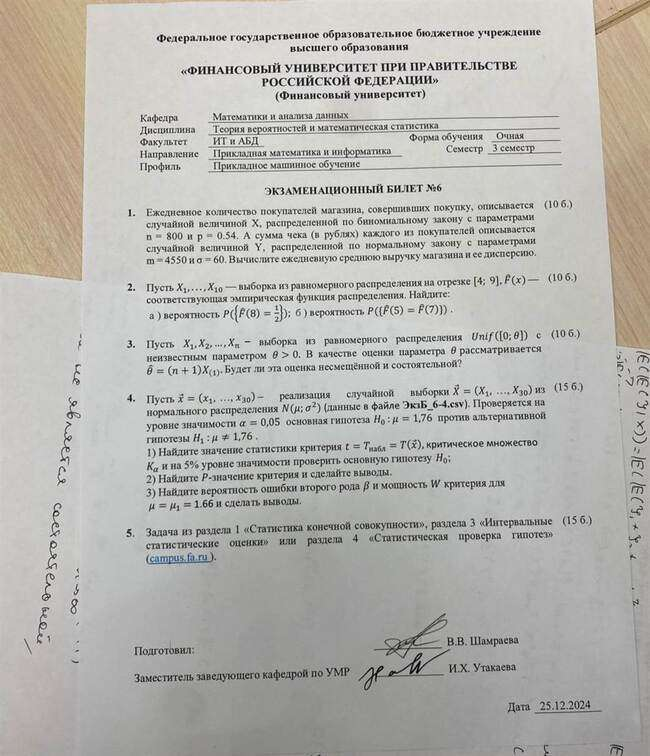 Федеральное государственное образовательное бюджетное учреждение
высшего образования
«ФИНАНСОВЫЙ УНИВЕРСИТЕТ ПРИ ПРАВИТЕЛЬСТВЕ
РОССИЙСКОЙ ФЕДЕРАЦИИ»
(Финансовый университет)
Кафедра Математики и анализа данных
Дисциплина Теория вероятностей и математическая статистика
Факультет ИТ и АБД Форма обучения Очная
Направление Прикладная математика и информатика Семестр 3 семестр
Профиль Прикладное машинное обучение
ЭКЗАМЕНАЦИОННЫЙ БИЛЕТ №6
1. Ежедневное количество покупателей магазина, совершивших покупку, описывается (10 б.)
случайной величиной X, распределенной по биномиальному закону с параметрами
n = 800 и p = 0.54. А сумма чека (в рублях) каждого из покупателей описывается
случайной величиной Y, распределенной по нормальному закону с параметрами
m = 4550 и σ = 60. Вычислите ежедневную среднюю выручку магазина и ее дисперсию.
2. Пусть X₁,…,X₁₀ — выборка из равномерного распределения на отрезке [4; 9], F̂(x) — (10 б.)
соответствующая эмпирическая функция распределения. Найдите:
а ) вероятность P({F̂(8) = 1/2}); б ) вероятность P({F̂(5) = F̂(7)}) .
3. Пусть X₁, X₂, …, Xₙ – выборка из равномерного распределения Unif([0; θ]) с (10 б.)
неизвестным параметром θ > 0. В качестве оценки параметра θ рассматривается
θ̂ = (n + 1)X₍₁₎. Будет ли эта оценка несмещённой и состоятельной?
4. Пусть x⃗ = (x₁, …, x₃₀) – реализация случайной выборки X⃗ = (X₁, …, X₃₀) из (15 б.)
нормального распределения N(μ; σ²) (данные в файле ЭкзБ_6-4.csv). Проверяется на
уровне значимости α = 0,05 основная гипотеза H₀ : μ = 1,76 против альтернативной
гипотезы H₁ : μ ≠ 1,76 .
1) Найдите значение статистики критерия t = Tнабл = T(x⃗), критическое множество
Kα и на 5% уровне значимости проверить основную гипотезу H₀;
2) Найдите P-значение критерия и сделайте выводы.
3) Найдите вероятность ошибки второго рода β и мощность W критерия для
μ = μ₁ = 1.66 и сделать выводы.
5. Задача из раздела 1 «Статистика конечной совокупности», раздела 3 «Интервальные (15 б.)
статистические оценки» или раздела 4 «Статистическая проверка гипотез»
(campus.fa.ru ).
Подготовил: В.В. Шамраева
Заместитель заведующего кафедрой по УМР И.Х. Утакаева
Дата 25.12.2024
не является состоятельной